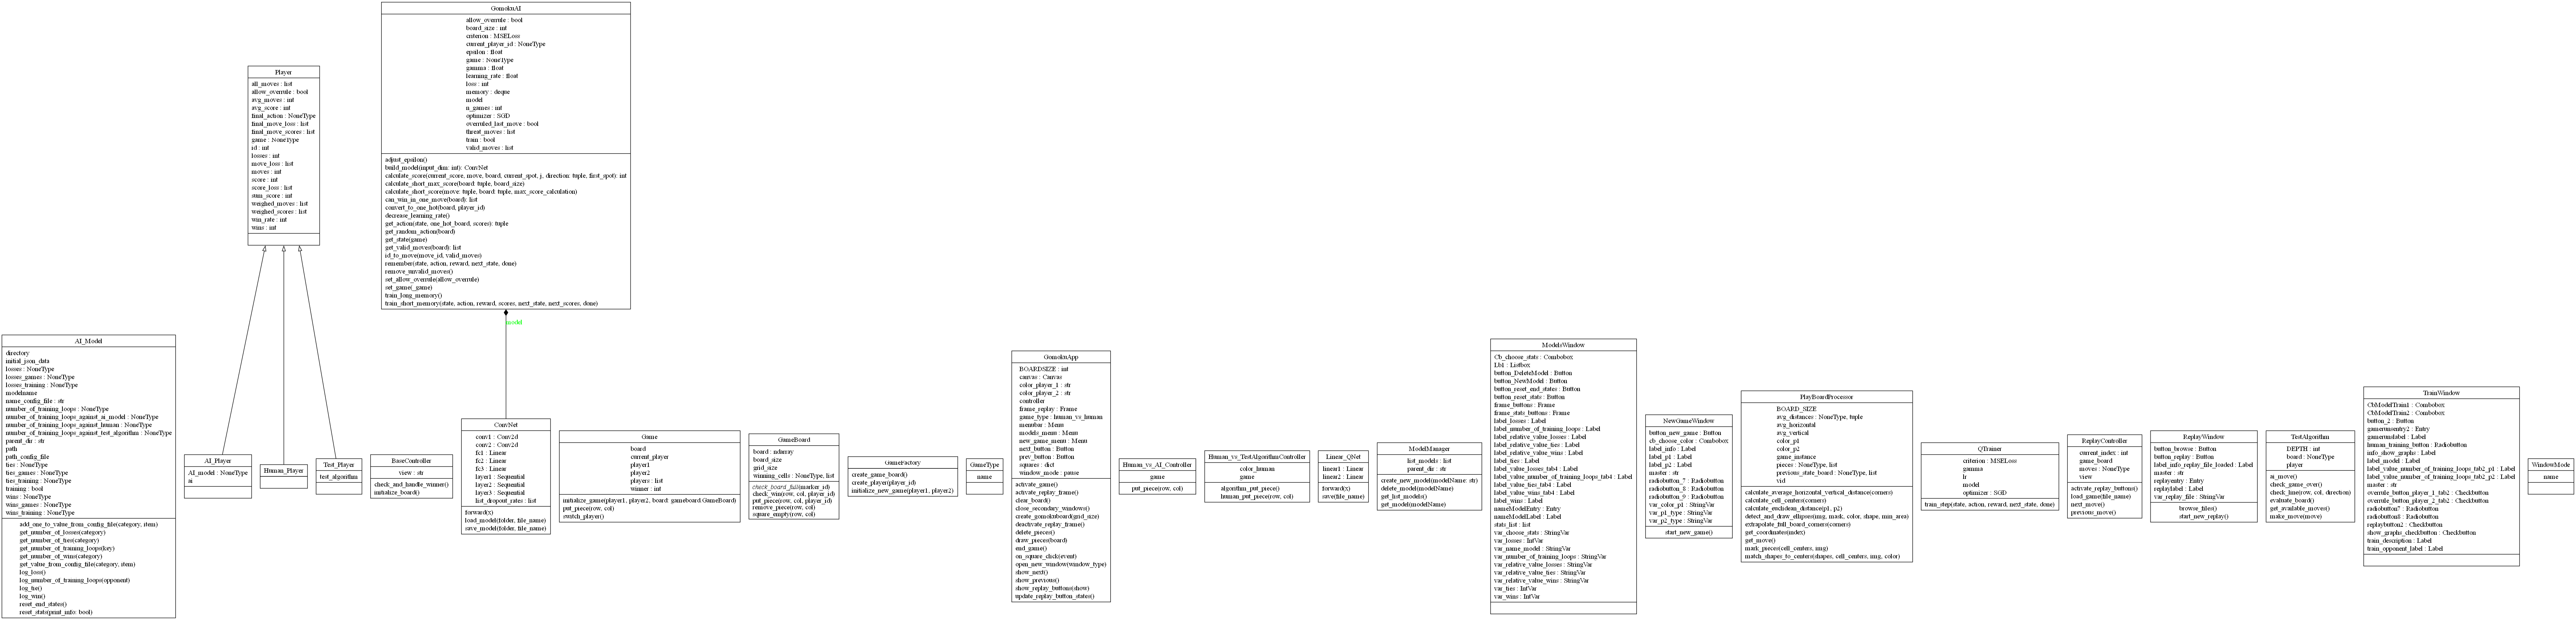 GomokuAI
allow_overrule : bool
board_size : int
criterion : MSELoss
current_player_id : NoneType
epsilon : float
game : NoneType
gamma : float
learning_rate : float
loss : int
memory : deque
model
n_games : int
optimizer : SGD
overruled_last_move : bool
threat_moves : list
train : bool
valid_moves : list
adjust_epsilon()
build_model(input_dim: int): ConvNet
calculate_score(current_score, move, board, current_spot, j, direction: tuple, first_spot): int
calculate_short_max_score(board: tuple, board_size)
calculate_short_score(move: tuple, board: tuple, max_score_calculation)
can_win_in_one_move(board): list
convert_to_one_hot(board, player_id)
decrease_learning_rate()
get_action(state, one_hot_board, scores): tuple
get_random_action(board)
get_state(game)
get_valid_moves(board): list
id_to_move(move_id, valid_moves)
remember(state, action, reward, next_state, done)
remove_unvalid_moves()
set_allow_overrule(allow_overrule)
set_game(_game)
train_long_memory()
train_short_memory(state, action, reward, scores, next_state, next_scores, done)
Player
all_moves : list
allow_overrule : bool
avg_moves : int
avg_score : int
final_action : NoneType
final_move_loss : list
final_move_scores : list
game : NoneType
id : int
losses : int
move_loss : list
moves : int
score : int
score_loss : list
sum_score : int
weighed_moves : list
weighed_scores : list
win_rate : int
wins : int
model
AI_Model
directory
initial_json_data
losses : NoneType
losses_games : NoneType
losses_training : NoneType
modelname
name_config_file : str
number_of_training_loops : NoneType
number_of_training_loops_against_ai_model : NoneType
number_of_training_loops_against_human : NoneType
number_of_training_loops_against_test_algorithm : NoneType
parent_dir : str
path
path_config_file
ties : NoneType
ties_games : NoneType
ties_training : NoneType
training : bool
wins : NoneType
wins_games : NoneType
wins_training : NoneType
add_one_to_value_from_config_file(category, item)
get_number_of_losses(category)
get_number_of_ties(category)
get_number_of_training_loops(key)
get_number_of_wins(category)
get_value_from_config_file(category, item)
log_loss()
log_number_of_training_loops(opponent)
log_tie()
log_win()
reset_end_states()
reset_stats(print_info: bool)
AI_Player
AI_model : NoneType
ai
Human_Player
Test_Player
test_algorithm
BaseController
view : str
check_and_handle_winner()
initialize_board()
ConvNet
conv1 : Conv2d
conv2 : Conv2d
fc1 : Linear
fc2 : Linear
fc3 : Linear
layer1 : Sequential
layer2 : Sequential
layer3 : Sequential
list_dropout_rates : list
forward(x)
load_model(folder, file_name)
save_model(folder, file_name)
Game
board
current_player
player1
player2
players : list
winner : int
initialize_game(player1, player2, board: gameboard.GameBoard)
put_piece(row, col)
switch_player()
GameBoard
board : ndarray
board_size
grid_size
winning_cells : NoneType, list
check_board_full(marker_id)
check_win(row, col, player_id)
put_piece(row, col, player_id)
remove_piece(row, col)
square_empty(row, col)
GameFactory
create_game_board()
create_player(player_id)
initialize_new_game(player1, player2)
GameType
name
GomokuApp
BOARDSIZE : int
canvas : Canvas
color_player_1 : str
color_player_2 : str
controller
frame_replay : Frame
game_type : human_vs_human
menubar : Menu
models_menu : Menu
new_game_menu : Menu
next_button : Button
prev_button : Button
squares : dict
window_mode : pause
activate_game()
activate_replay_frame()
clear_board()
close_secondary_windows()
create_gomokuboard(grid_size)
deactivate_replay_frame()
delete_pieces()
draw_pieces(board)
end_game()
on_square_click(event)
open_new_window(window_type)
show_next()
show_previous()
show_replay_buttons(show)
update_replay_button_states()
Human_vs_AI_Controller
game
put_piece(row, col)
Human_vs_TestAlgorithmController
color_human
game
algorithm_put_piece()
human_put_piece(row, col)
Linear_QNet
linear1 : Linear
linear2 : Linear
forward(x)
save(file_name)
ModelManager
list_models : list
parent_dir : str
create_new_model(modelName: str)
delete_model(modelName)
get_list_models()
get_model(modelName)
ModelsWindow
Cb_choose_stats : Combobox
Lb1 : Listbox
button_DeleteModel : Button
button_NewModel : Button
button_reset_end_states : Button
button_reset_stats : Button
frame_buttons : Frame
frame_stats_buttons : Frame
label_losses : Label
label_number_of_training_loops : Label
label_relative_value_losses : Label
label_relative_value_ties : Label
label_relative_value_wins : Label
label_ties : Label
label_value_losses_tab4 : Label
label_value_number_of_training_loops_tab4 : Label
label_value_ties_tab4 : Label
label_value_wins_tab4 : Label
label_wins : Label
nameModelEntry : Entry
nameModelLabel : Label
stats_list : list
var_choose_stats : StringVar
var_losses : IntVar
var_name_model : StringVar
var_number_of_training_loops : StringVar
var_relative_value_losses : StringVar
var_relative_value_ties : StringVar
var_relative_value_wins : StringVar
var_ties : IntVar
var_wins : IntVar
NewGameWindow
button_new_game : Button
cb_choose_color : Combobox
label_info : Label
label_p1 : Label
label_p2 : Label
master : str
radiobutton_7 : Radiobutton
radiobutton_8 : Radiobutton
radiobutton_9 : Radiobutton
var_color_p1 : StringVar
var_p1_type : StringVar
var_p2_type : StringVar
start_new_game()
PlayBoardProcessor
BOARD_SIZE
avg_distances : NoneType, tuple
avg_horizontal
avg_vertical
color_p1
color_p2
game_instance
pieces : NoneType, list
previous_state_board : NoneType, list
vid
calculate_average_horizontal_vertical_distance(corners)
calculate_cell_centers(corners)
calculate_euclidean_distance(p1, p2)
detect_and_draw_ellipses(img, mask, color, shape, min_area)
extrapolate_full_board_corners(corners)
get_coordinates(index)
get_move()
mark_pieces(cell_centers, img)
match_shapes_to_centers(shapes, cell_centers, img, color)
QTrainer
criterion : MSELoss
gamma
lr
model
optimizer : SGD
train_step(state, action, reward, next_state, done)
ReplayController
current_index : int
game_board
moves : NoneType
view
activate_replay_buttons()
load_game(file_name)
next_move()
previous_move()
ReplayWindow
button_browse : Button
button_replay : Button
label_info_replay_file_loaded : Label
master : str
replayentry : Entry
replaylabel : Label
var_replay_file : StringVar
browse_files()
start_new_replay()
TestAlgorithm
DEPTH : int
board : NoneType
player
ai_move()
check_game_over()
check_line(row, col, direction)
evaluate_board()
get_available_moves()
make_move(move)
TrainWindow
CbModelTrain1 : Combobox
CbModelTrain2 : Combobox
button_2 : Button
gamerunsentry2 : Entry
gamerunslabel : Label
human_training_button : Radiobutton
info_show_graphs : Label
label_model : Label
label_value_number_of_training_loops_tab2_p1 : Label
label_value_number_of_training_loops_tab2_p2 : Label
master : str
overrule_button_player_1_tab2 : Checkbutton
overrule_button_player_2_tab2 : Checkbutton
radiobutton7 : Radiobutton
radiobutton8 : Radiobutton
replaybutton2 : Checkbutton
show_graphs_checkbutton : Checkbutton
train_description : Label
train_opponent_label : Label
WindowMode
name